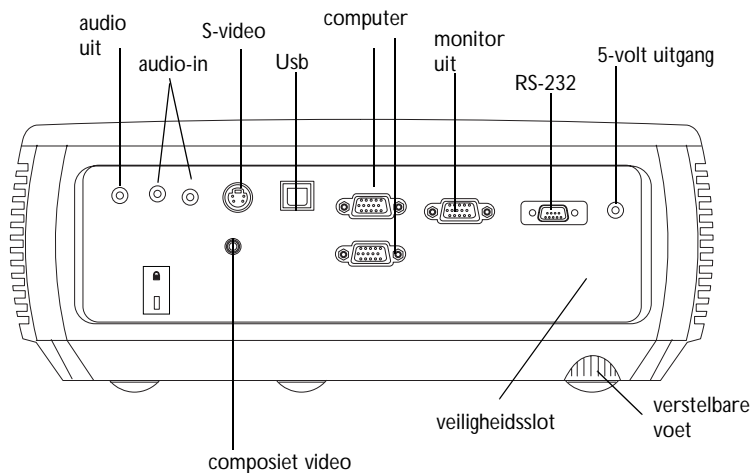 audio
uit
audio-in
S-video
Usb
computer
monitor
uit
RS-232
5-volt uitgang
veiligheidsslot
verstelbare
voet
composiet video